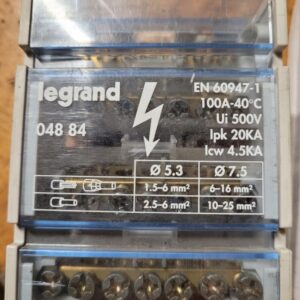 legrand
048 84
EN 60947-1
100A-40°C
Ui 500V
Ipk 20KA
Icw 4.5KA
Ø 5.3 Ø 7.5
1.5–6 mm² 6–16 mm²
2.5–6 mm² 10–25 mm²